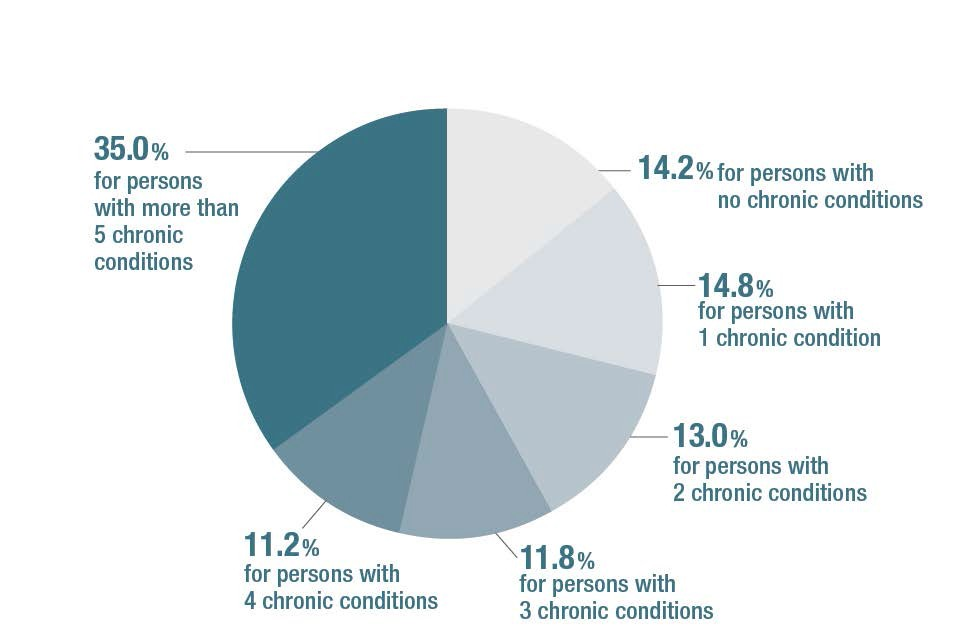 35.0%
for persons
with more than
5 chronic
conditions
14.2% for persons with
no chronic conditions
14.8%
for persons with
1 chronic condition
13.0%
for persons with
2 chronic conditions
11.8%
for persons with
3 chronic conditions
11.2%
for persons with
4 chronic conditions